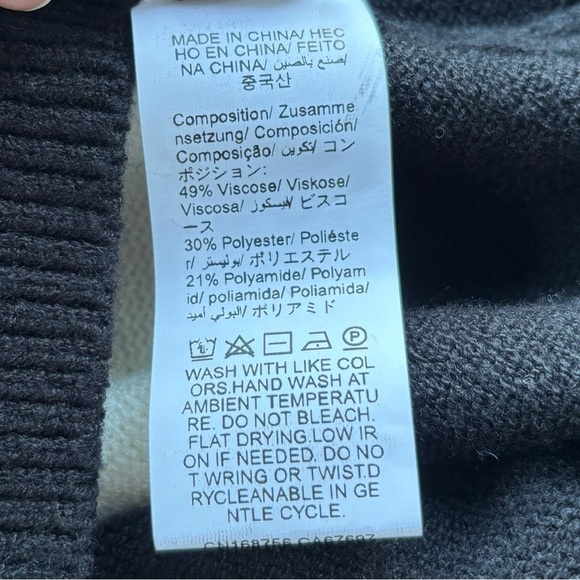 MADE IN CHINA/ HEC
HO EN CHINA/ FEITO
NA CHINA/ صنع بالصين/
중국산
Composition/ Zusamme
nsetzung/ Composición/
Composição/ تكوين/ コン
ポジション:
49% Viscose/ Viskose/
Viscosa/ فيسكوز/ ビスコ
ース
30% Polyester/ Poliéste
r/ بوليستر/ ポリエステル
21% Polyamide/ Polyam
id/ poliamida/ Poliamida/
البولي أميد/ ポリアミド
P
WASH WITH LIKE COL
ORS.HAND WASH AT
AMBIENT TEMPERATU
RE. DO NOT BLEACH.
FLAT DRYING.LOW IR
ON IF NEEDED. DO NO
T WRING OR TWIST.D
RYCLEANABLE IN GE
NTLE CYCLE.